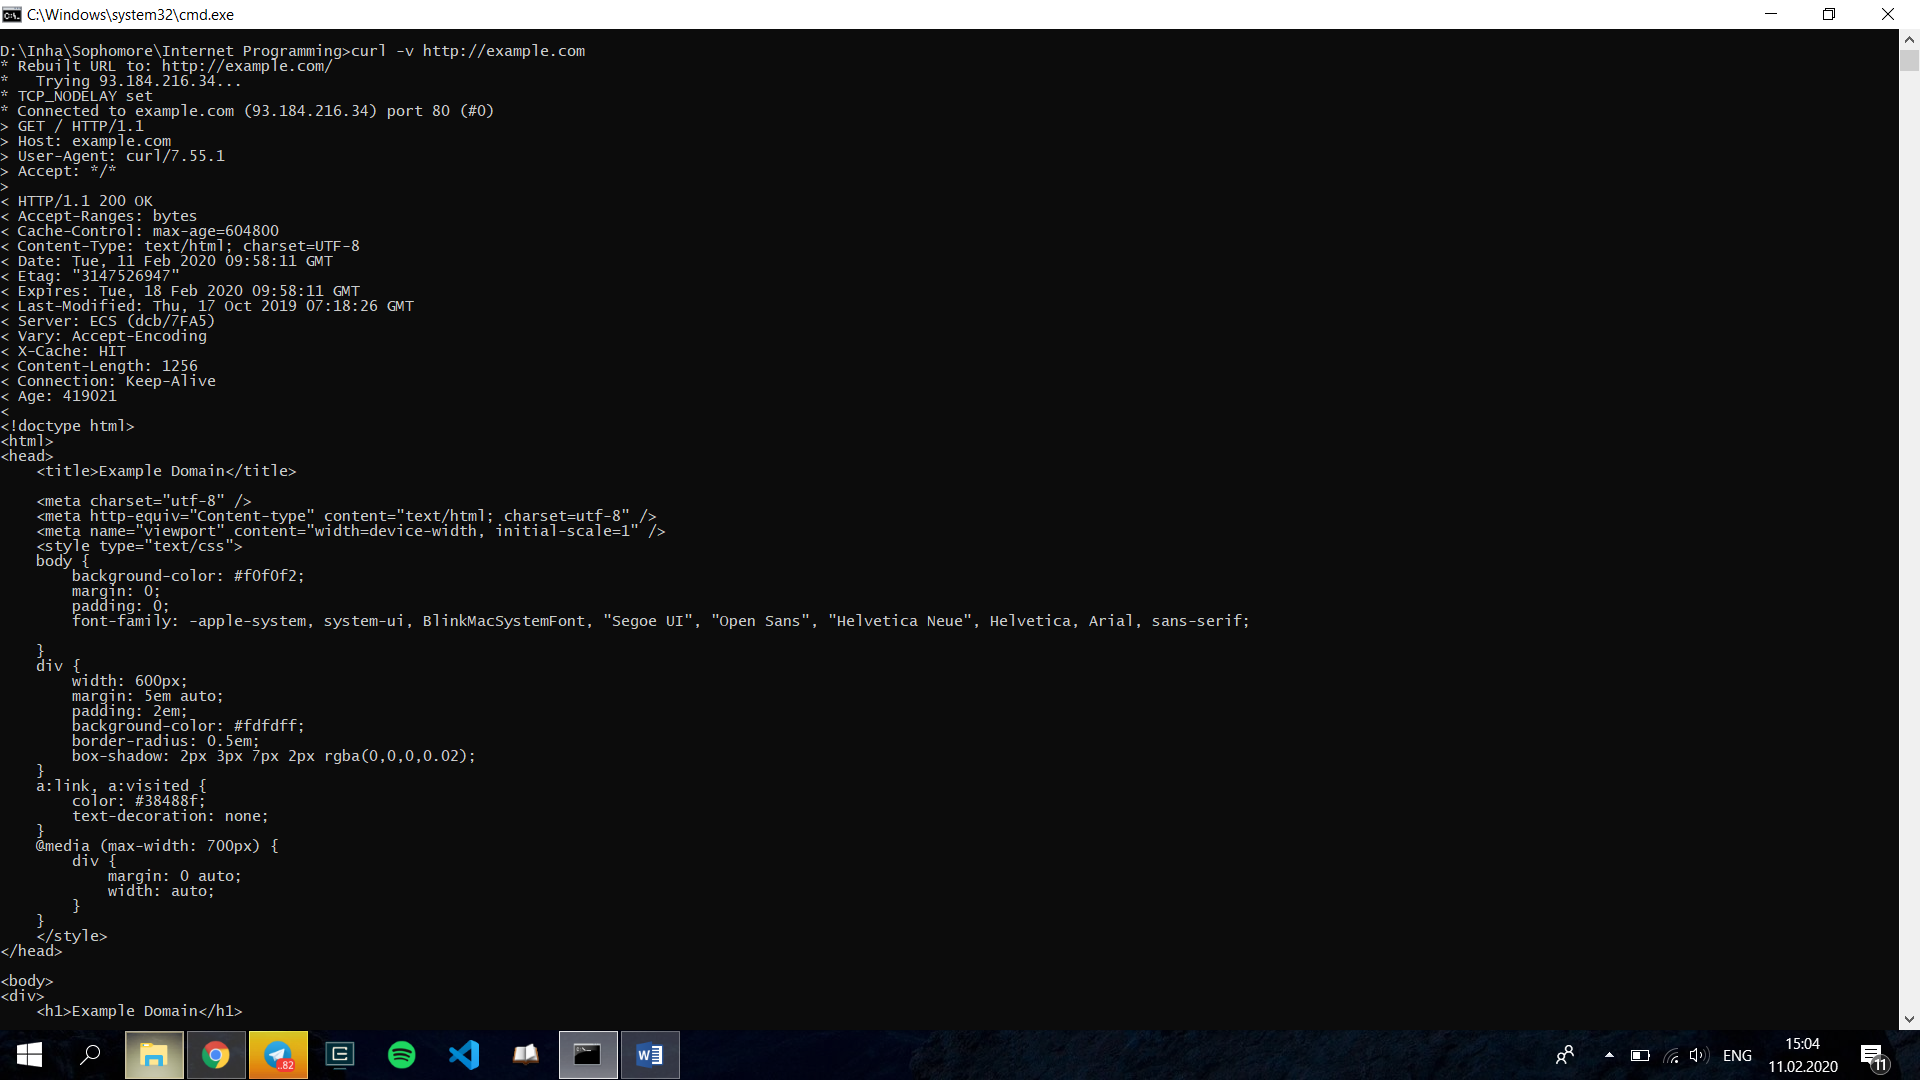 C:\Windows\system32\cmd.exe
D:\Inha\Sophomore\Internet Programming>curl -v http://example.com
* Rebuilt URL to: http://example.com/
*   Trying 93.184.216.34...
* TCP_NODELAY set
* Connected to example.com (93.184.216.34) port 80 (#0)
> GET / HTTP/1.1
> Host: example.com
> User-Agent: curl/7.55.1
> Accept: */*
>
< HTTP/1.1 200 OK
< Accept-Ranges: bytes
< Cache-Control: max-age=604800
< Content-Type: text/html; charset=UTF-8
< Date: Tue, 11 Feb 2020 09:58:11 GMT
< Etag: "3147526947"
< Expires: Tue, 18 Feb 2020 09:58:11 GMT
< Last-Modified: Thu, 17 Oct 2019 07:18:26 GMT
< Server: ECS (dcb/7FA5)
< Vary: Accept-Encoding
< X-Cache: HIT
< Content-Length: 1256
< Connection: Keep-Alive
< Age: 419021
<
<!doctype html>
<html>
<head>
    <title>Example Domain</title>

    <meta charset="utf-8" />
    <meta http-equiv="Content-type" content="text/html; charset=utf-8" />
    <meta name="viewport" content="width=device-width, initial-scale=1" />
    <style type="text/css">
    body {
        background-color: #f0f0f2;
        margin: 0;
        padding: 0;
        font-family: -apple-system, system-ui, BlinkMacSystemFont, "Segoe UI", "Open Sans", "Helvetica Neue", Helvetica, Arial, sans-serif;

    }
    div {
        width: 600px;
        margin: 5em auto;
        padding: 2em;
        background-color: #fdfdff;
        border-radius: 0.5em;
        box-shadow: 2px 3px 7px 2px rgba(0,0,0,0.02);
    }
    a:link, a:visited {
        color: #38488f;
        text-decoration: none;
    }
    @media (max-width: 700px) {
        div {
            margin: 0 auto;
            width: auto;
        }
    }
    </style>
</head>

<body>
<div>
    <h1>Example Domain</h1>
..82
ENG
15:04
11.02.2020
11